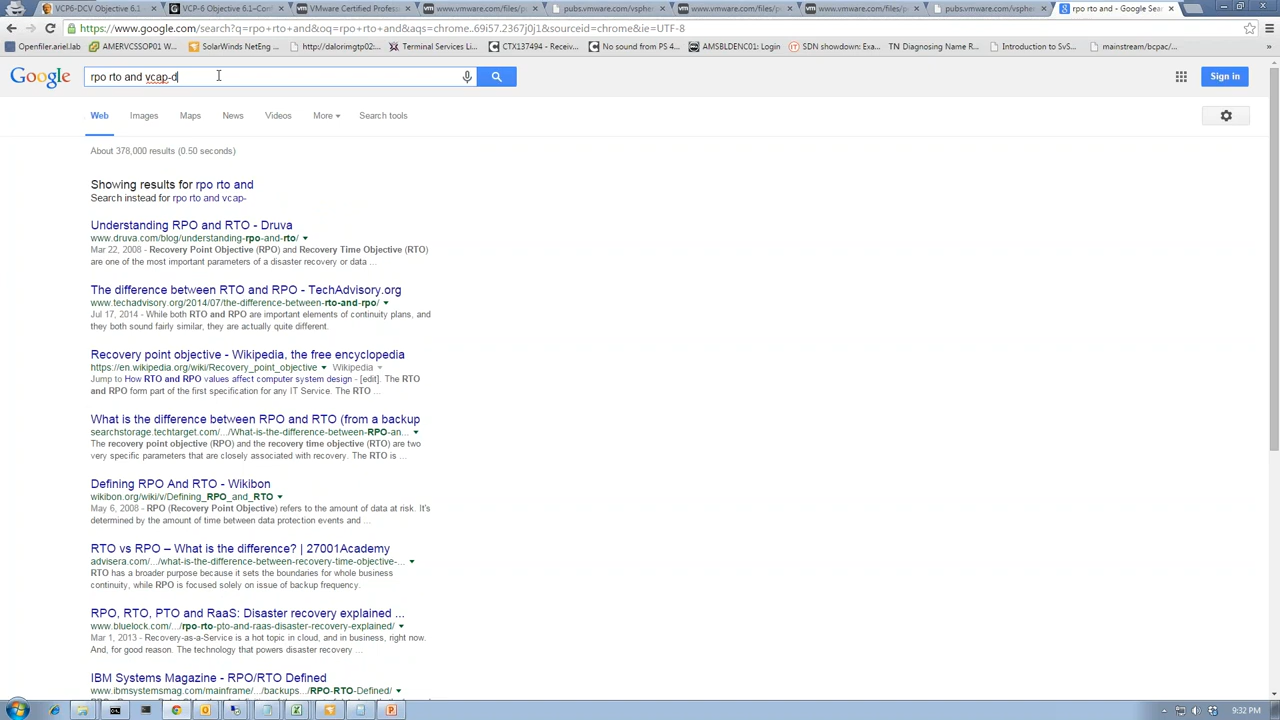 VCP6-DCV Objective 6.1
VCP-6 Objective 6.1–Conf
VMware Certified Profess
www.vmware.com/files/p
pubs.vmware.com/vspher
www.vmware.com/files/p
www.vmware.com/files/p
pubs.vmware.com/vspher
rpo rto and - Google Sear
https://www.google.com/search?q=rpo+rto+and&oq=rpo+rto+and&aqs=chrome..69i57.2367j0j1&sourceid=chrome&ie=UTF-8
Openfiler.ariel.lab
AMERVCSSOP01 W
SolarWinds NetEng
http://dalorimgtp02
Terminal Services L
CTX137494 - Receiv
No sound from PS 4
AMSBLDENC01: Login
SDN showdown: Exa
TN Diagnosing Name R
Introduction to SvS
mainstream/bcpac/
Google
rpo rto and vcap-d
Sign in
Web Images Maps News Videos More Search tools
About 378,000 results (0.50 seconds)
Showing results for rpo rto and
Search instead for rpo rto and vcap-
Understanding RPO and RTO - Druva
www.druva.com/blog/understanding-rpo-and-rto/
Mar 22, 2008 - Recovery Point Objective (RPO) and Recovery Time Objective (RTO)
are one of the most important parameters of a disaster recovery or data ...
The difference between RTO and RPO - TechAdvisory.org
www.techadvisory.org/2014/07/the-difference-between-rto-and-rpo/
Jul 17, 2014 - While both RTO and RPO are important elements of continuity plans, and
they both sound fairly similar, they are actually quite different.
Recovery point objective - Wikipedia, the free encyclopedia
https://en.wikipedia.org/wiki/Recovery_point_objective Wikipedia
Jump to How RTO and RPO values affect computer system design - [edit]. The RTO
and RPO form part of the first specification for any IT Service. The RTO ...
What is the difference between RPO and RTO (from a backup
searchstorage.techtarget.com/.../What-is-the-difference-between-RPO-an...
The recovery point objective (RPO) and the recovery time objective (RTO) are two
very specific parameters that are closely associated with recovery. The RTO is ...
Defining RPO And RTO - Wikibon
wikibon.org/wiki/v/Defining_RPO_and_RTO
May 6, 2008 - RPO (Recovery Point Objective) refers to the amount of data at risk. It's
determined by the amount of time between data protection events and ...
RTO vs RPO – What is the difference? | 27001Academy
advisera.com/.../what-is-the-difference-between-recovery-time-objective-...
RTO has a broader purpose because it sets the boundaries for whole business
continuity, while RPO is focused solely on issue of backup frequency.
RPO, RTO, PTO and RaaS: Disaster recovery explained ...
www.bluelock.com/.../rpo-rto-pto-and-raas-disaster-recovery-explained/
Mar 1, 2013 - Recovery-as-a-Service is a hot topic in cloud, and in business, right now.
And, for good reason. The technology that powers disaster recovery ...
IBM Systems Magazine - RPO/RTO Defined
www.ibmsystemsmag.com/mainframe/.../backups.../RPO-RTO-Defined/
9:32 PM